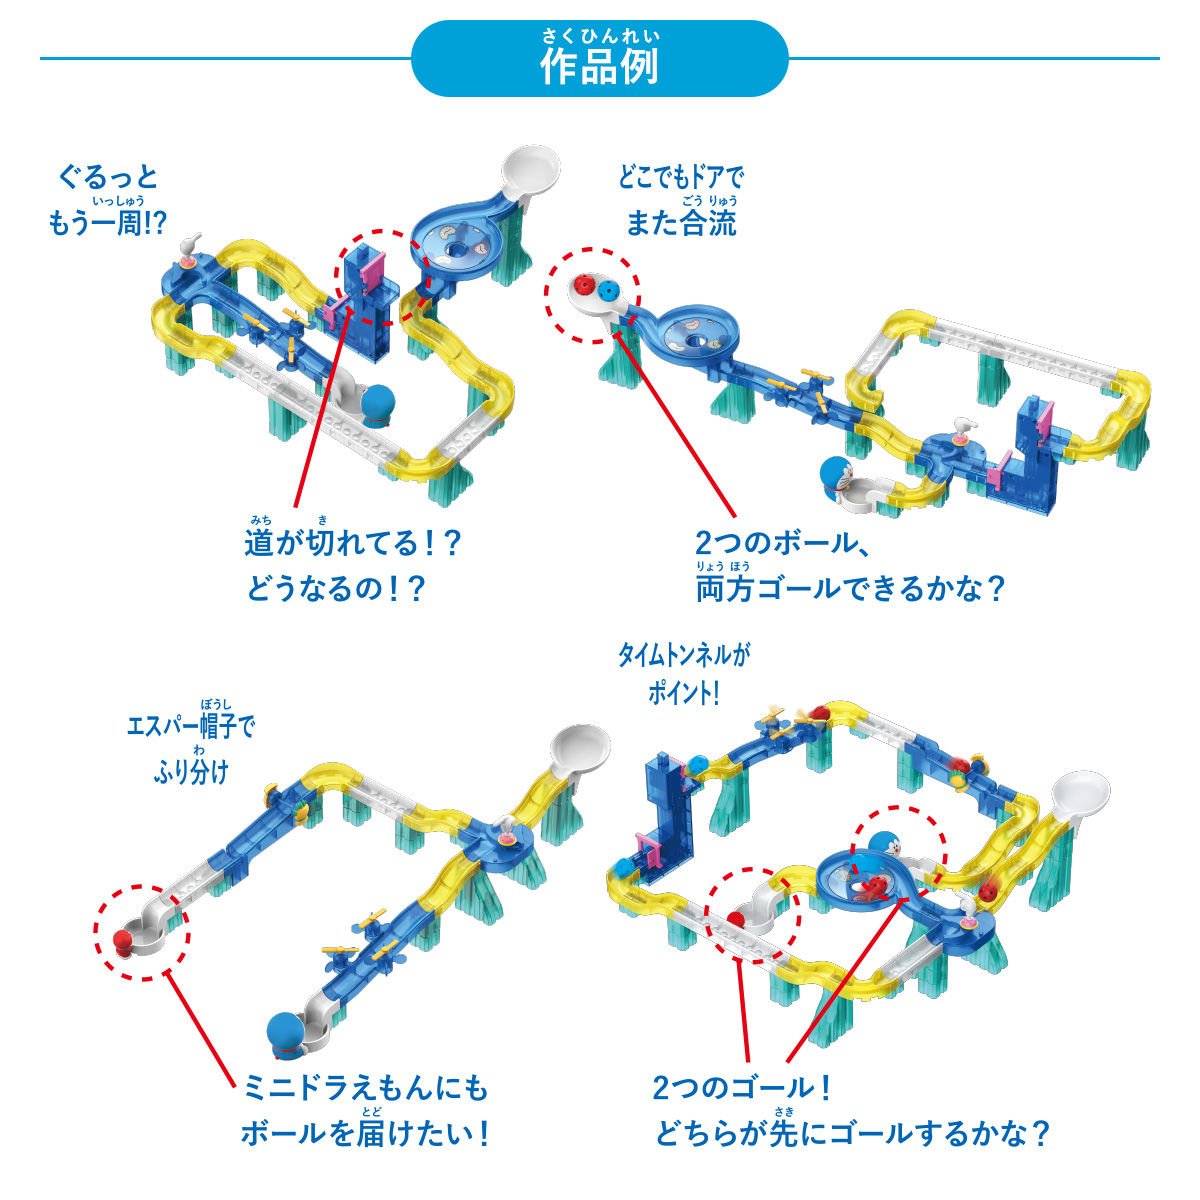 さくひんれい
作品例
ぐるっと
いっしゅう
もう一周!?
どこでもドアで
ごうりゅう
また合流
みち き
道が切れてる！？
どうなるの！？
2つのボール、
りょうほう
両方ゴールできるかな？
ぼうし
エスパー帽子で
わ
ふり分け
タイムトンネルが
ポイント！
ミニドラえもんにも
とど
ボールを届けたい！
2つのゴール！
さき
どちらが先にゴールするかな？